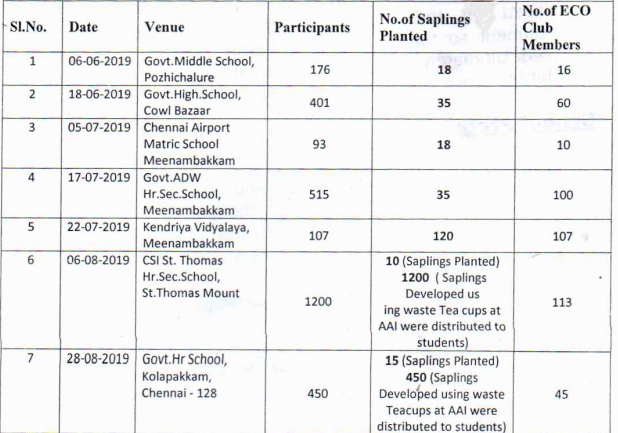 Sl.No. Date Venue Participants No.of Saplings Planted No.of ECO Club Members
1 06-06-2019 Govt.Middle School, Pozhichalure 176 18 16
2 18-06-2019 Govt.High.School, Cowl Bazaar 401 35 60
3 05-07-2019 Chennai Airport Matric School Meenambakkam 93 18 10
4 17-07-2019 Govt.ADW Hr.Sec.School, Meenambakkam 515 35 100
5 22-07-2019 Kendriya Vidyalaya, Meenambakkam 107 120 107
6 06-08-2019 CSI St. Thomas Hr.Sec.School, St.Thomas Mount 1200 10 (Saplings Planted) 1200 ( Saplings Developed us ing waste Tea cups at AAI were distributed to students) 113
7 28-08-2019 Govt.Hr School, Kolapakkam, Chennai - 128 450 15 (Saplings Planted) 450 (Saplings Developed using waste Teacups at AAI were distributed to students) 45